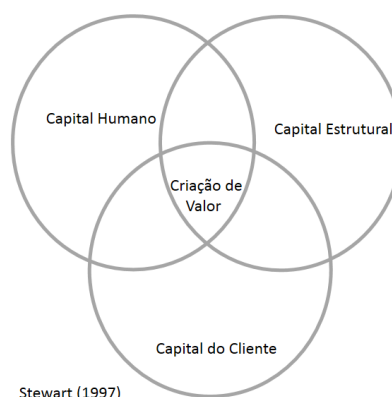 Capital Humano
Capital Estrutural
Criação de
Valor
Capital do Cliente
Stewart (1997)